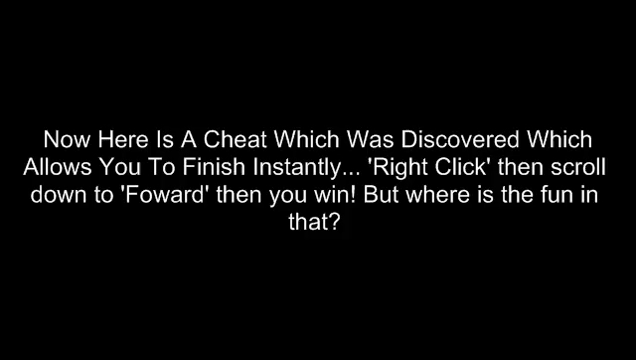 Now Here Is A Cheat Which Was Discovered Which
Allows You To Finish Instantly... 'Right Click' then scroll
down to 'Foward' then you win! But where is the fun in
that?